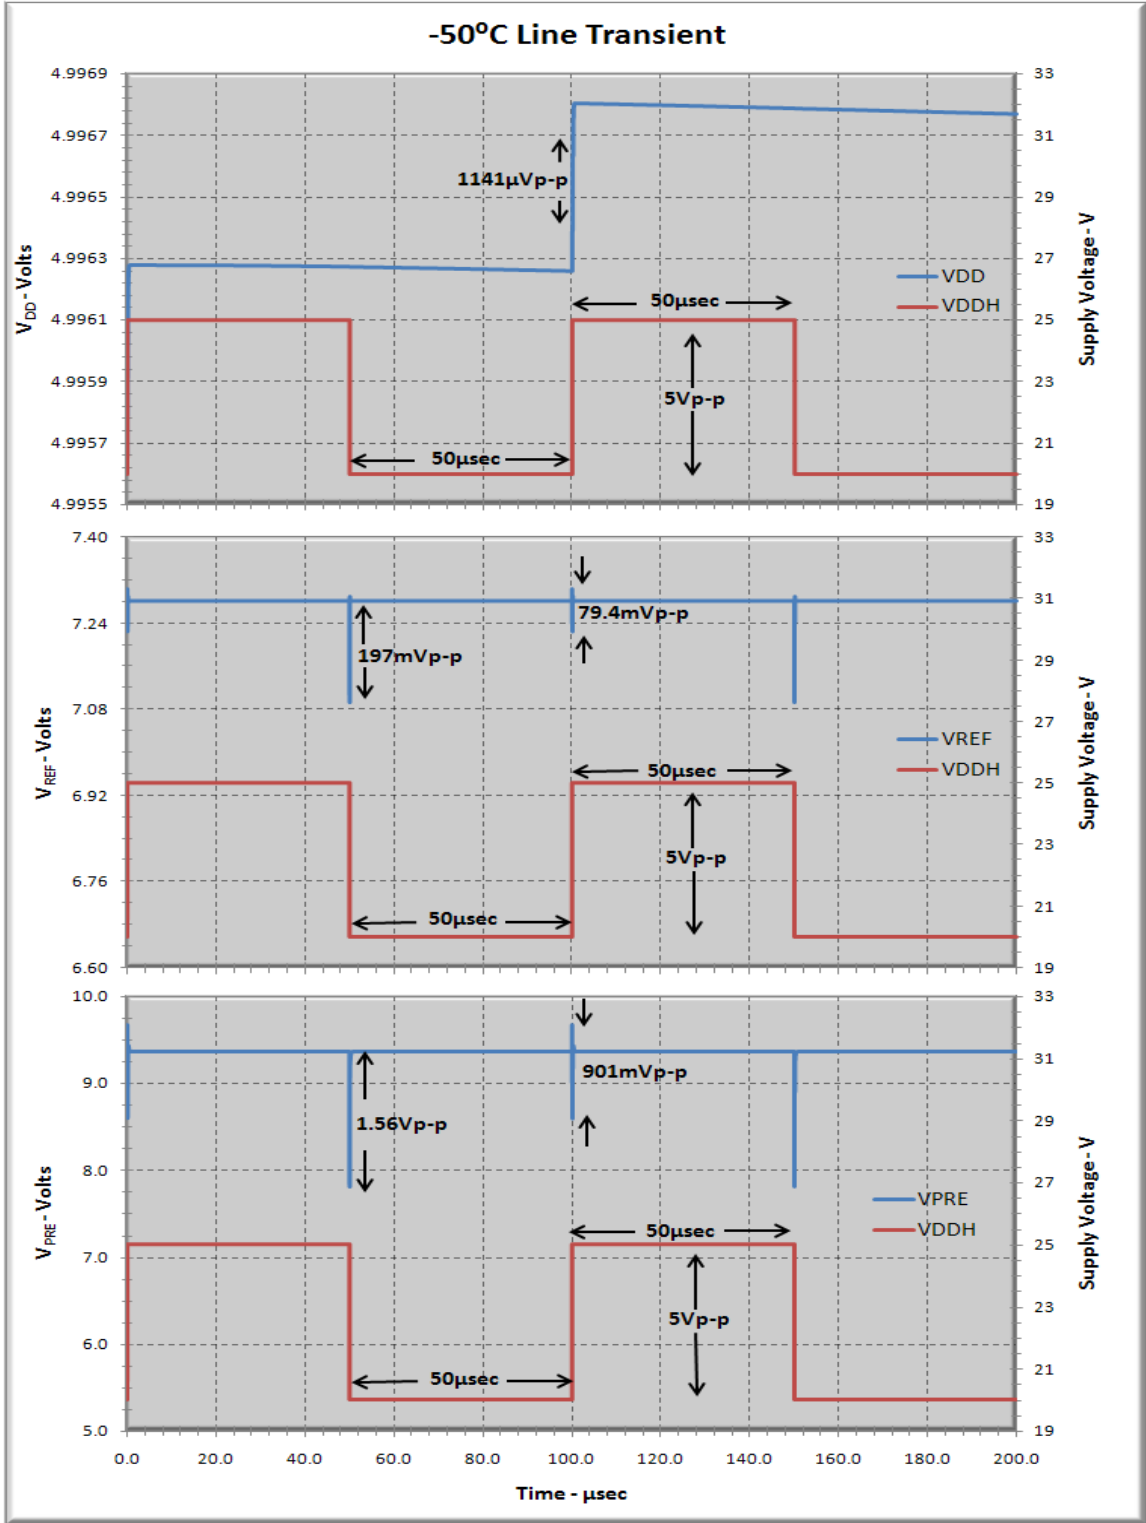 -50°C Line Transient
4.9969
4.9967
4.9965
4.9963
4.9961
4.9959
4.9957
4.9955
V_DD - Volts
33
31
29
27
25
23
21
19
Supply Voltage - V
1141μVp-p
VDD
VDDH
50μsec
5Vp-p
50μsec
7.40
7.24
7.08
6.92
6.76
6.60
V_REF - Volts
33
31
29
27
25
23
21
19
Supply Voltage - V
79.4mVp-p
197mVp-p
VREF
VDDH
50μsec
5Vp-p
50μsec
10.0
9.0
8.0
7.0
6.0
5.0
V_PRE - Volts
33
31
29
27
25
23
21
19
Supply Voltage - V
901mVp-p
1.56Vp-p
VPRE
VDDH
50μsec
5Vp-p
50μsec
0.0 20.0 40.0 60.0 80.0 100.0 120.0 140.0 160.0 180.0 200.0
Time - μsec